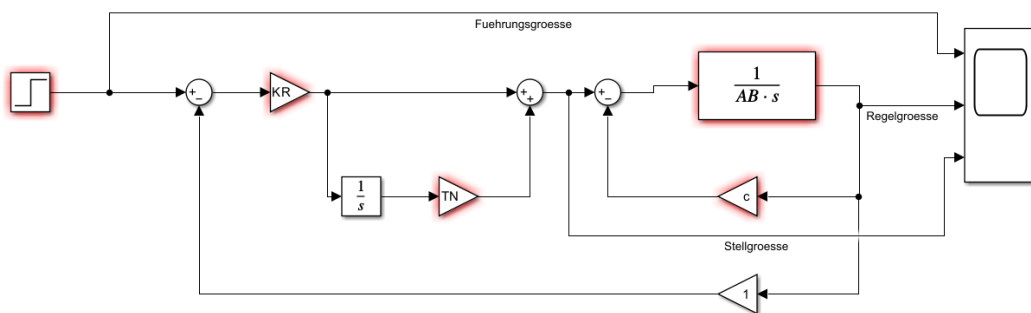 Fuehrungsgroesse
+
−
KR
+
+
+
−
1
AB · s
Regelgroesse
1
s
TN
c
Stellgroesse
1